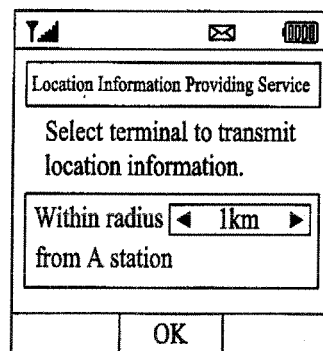 Location Information Providing Service
Select terminal to transmit
location information.
Within radius ◀ 1km ▶
from A station
OK